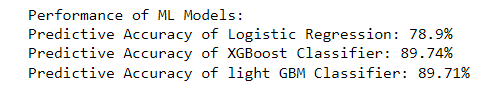 Performance of ML Models:
Predictive Accuracy of Logistic Regression: 78.9%
Predictive Accuracy of XGBoost Classifier: 89.74%
Predictive Accuracy of light GBM Classifier: 89.71%